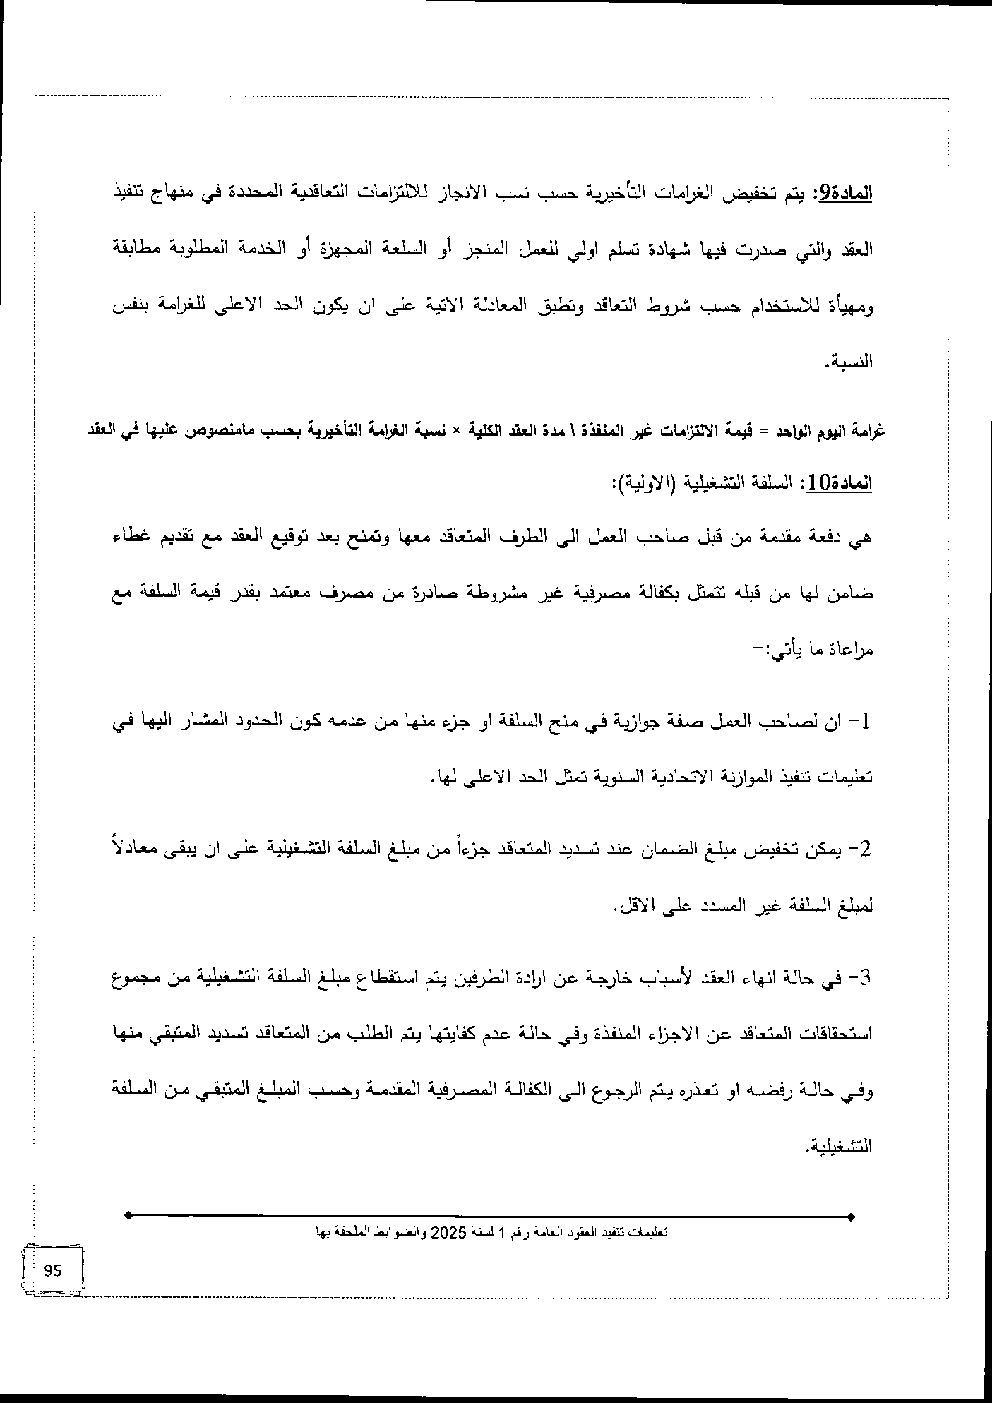 المادة9: يتم تخفيض الغرامات التأخيرية حسب نسب الانجاز للالتزامات التعاقدية المحددة في منهاج تنفيذ
العقد والتي صدرت فيها شهادة تسلم اولي للعمل المنجز أو السلعة المجهزة أو الخدمة المطلوبة مطابقة
ومهيأة للاستخدام حسب شروط التعاقد وتطبق المعادلة الاتية على ان يكون الحد الاعلى للغرامة بنفس
النسبة.
غرامة اليوم الواحد = قيمة الالتزامات غير المنفذة \ مدة العقد الكلية × نسبة الغرامة التأخيرية بحسب مامنصوص عليها في العقد
المادة10: السلفة التشغيلية (الاولية):
هي دفعة مقدمة من قبل صاحب العمل الى الطرف المتعاقد معها وتمنح بعد توقيع العقد مع تقديم غطاء
ضامن لها من قبله تتمثل بكفالة مصرفية غير مشروطة صادرة من مصرف معتمد بقدر قيمة السلفة مع
مراعاة ما يأتي:-
1- ان لصاحب العمل صفة جوازية في منح السلفة او جزء منها من عدمه كون الحدود المشار اليها في
تعليمات تنفيذ الموازنة الاتحادية السنوية تمثل الحد الاعلى لها.
2- يمكن تخفيض مبلغ الضمان عند تسديد المتعاقد جزءاً من مبلغ السلفة التشغيلية على ان يبقى معادلاً
لمبلغ السلفة غير المسدد على الاقل.
3- في حالة انهاء العقد لأسباب خارجة عن ارادة الطرفين يتم استقطاع مبلغ السلفة التشغيلية من مجموع
استحقاقات المتعاقد عن الاجزاء المنفذة وفي حالة عدم كفايتها يتم الطلب من المتعاقد تسديد المتبقي منها
وفي حالة رفضه او تعذره يتم الرجوع الى الكفالة المصرفية المقدمة وحسب المبلغ المتبقي من السلفة
التشغيلية.
تعليمات تنفيذ العقود العامة رقم 1 لسنة 2025 والضوابط الملحقة بها
95